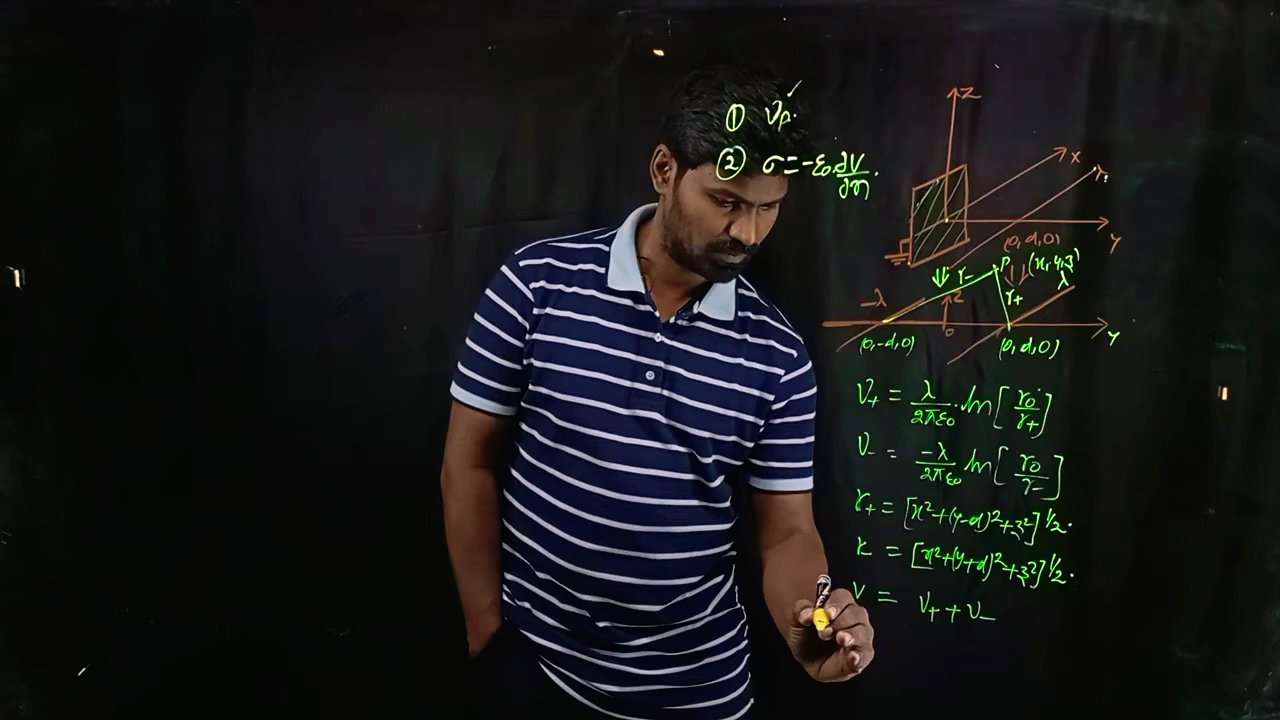 ① Vp.
② σ = -ε₀ ∂V/∂n.
Z
X
Y
(0, d, 0)
P (x, y, z)
r₋
r₊
λ
-λ
Z
0
Y
(0, -d, 0)
(0, d, 0)
V₊ = λ/2πε₀ . ln [r₀/r₊]
V₋ = -λ/2πε₀ ln [r₀/r₋]
r₊ = [x² + (y-d)² + z²]^1/2.
= [x² + (y+d)² + z²]^1/2.
V = V₊ + V₋